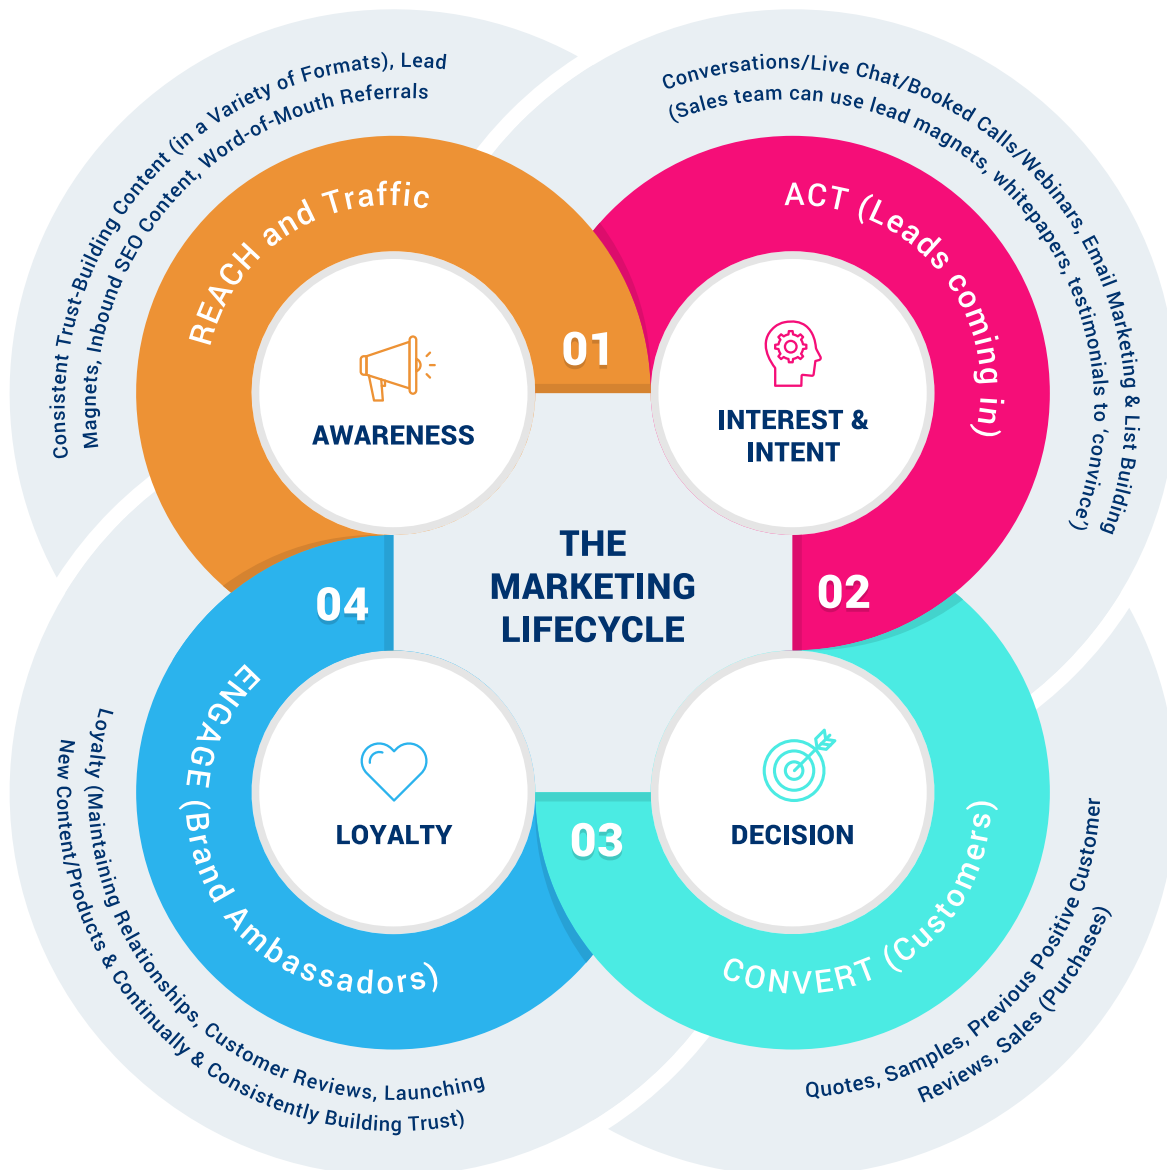 Consistent Trust-Building Content (in a Variety of Formats), Lead
Magnets, Inbound SEO Content, Word-of-Mouth Referrals
REACH and Traffic
01
AWARENESS
Conversations/Live Chat/Booked Calls/Webinars, Email Marketing & List Building
(Sales team can use lead magnets, whitepapers, testimonials to ‘convince’)
ACT (Leads coming in)
INTEREST &
INTENT
02
THE
MARKETING
LIFECYCLE
03
DECISION
CONVERT (Customers)
Quotes, Samples, Previous Positive Customer
Reviews, Sales (Purchases)
04
LOYALTY
ENGAGE (Brand Ambassadors)
Loyalty (Maintaining Relationships, Customer Reviews, Launching
New Content/Products & Continually & Consistently Building Trust)